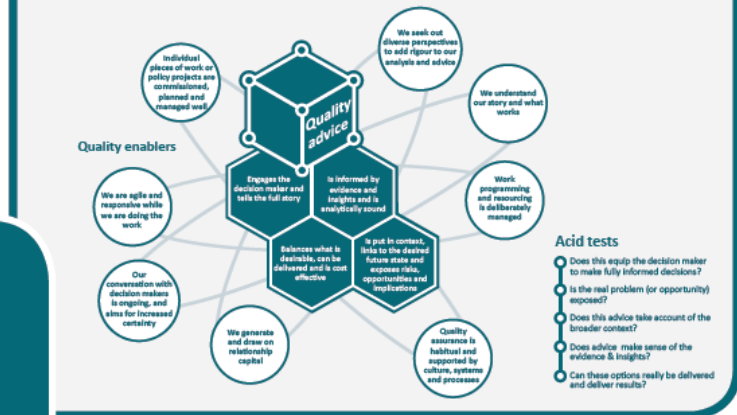 We seek out
diverse perspectives
to add rigour to our
analysis and advice
Individual
pieces of work or
policy projects are
commissioned,
planned and
managed well
We understand
our story and what
works
Quality
advice
Quality enablers
Engages the
decision maker and
tells the full story
Is informed by
evidence and
insights and is
analytically sound
Work
programming
and resourcing
is deliberately
managed
We are agile and
responsive while
we are doing the
work
Balances what is
desirable, can be
delivered and is cost
effective
Is put in context,
links to the desired
future state and
exposes risks,
opportunities and
implications
Our
conversation with
decision makers
is ongoing, and
aims for increased
certainty
We generate
and draw on
relationship
capital
Quality
assurance is
habitual and
supported by
culture, systems
and processes
Acid tests
Does this equip the decision maker
to make fully informed decisions?
Is the real problem (or opportunity)
exposed?
Does this advice take account of the
broader context?
Does advice make sense of the
evidence & insights?
Can these options really be delivered
and deliver results?